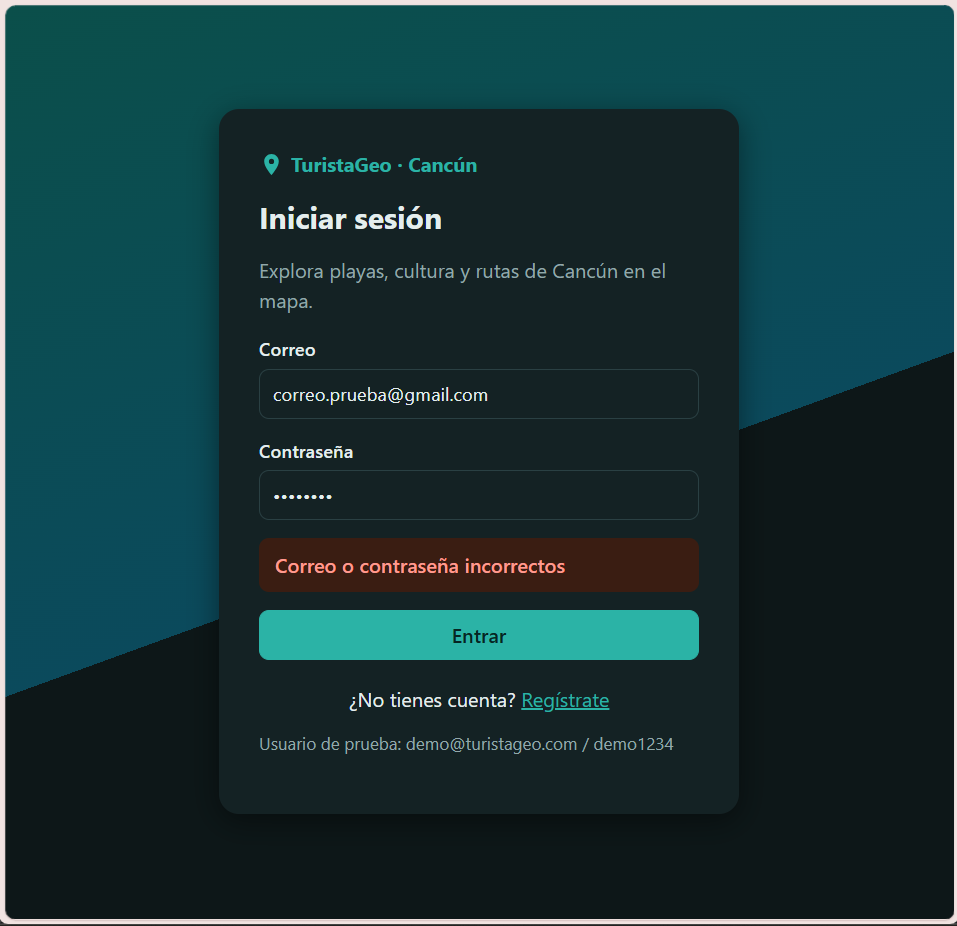 TuristaGeo · Cancún
Iniciar sesión
Explora playas, cultura y rutas de Cancún en el
mapa.
Correo
correo.prueba@gmail.com
Contraseña
••••••••
Correo o contraseña incorrectos
Entrar
¿No tienes cuenta? Regístrate
Usuario de prueba: demo@turistageo.com / demo1234